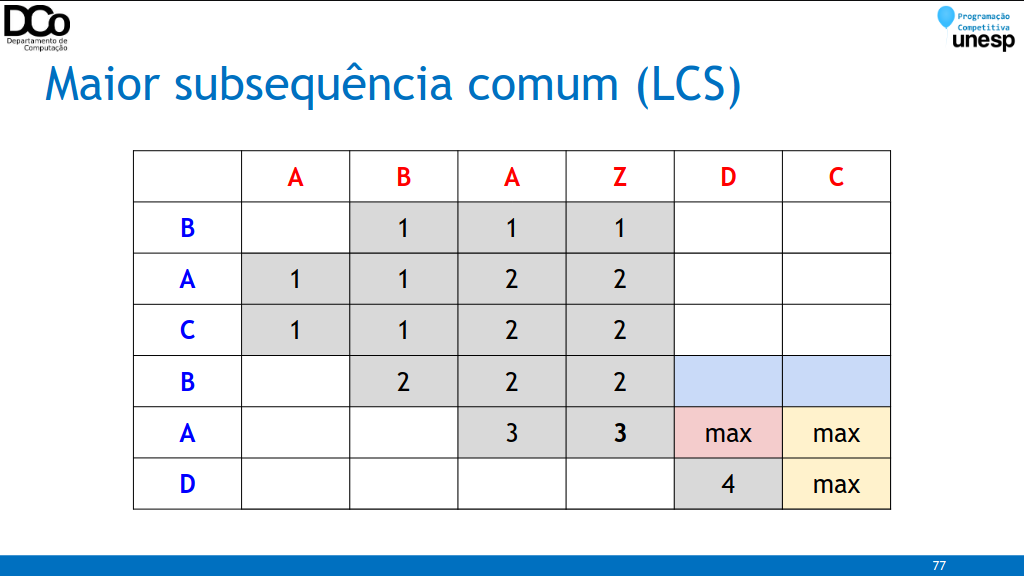 DCo
Departamento de
Computação
Programação
Competitiva
unesp
Maior subsequência comum (LCS)
A B A Z D C
B 1 1 1
A 1 1 2 2
C 1 1 2 2
B 2 2 2
A 3 3 max max
D 4 max
77